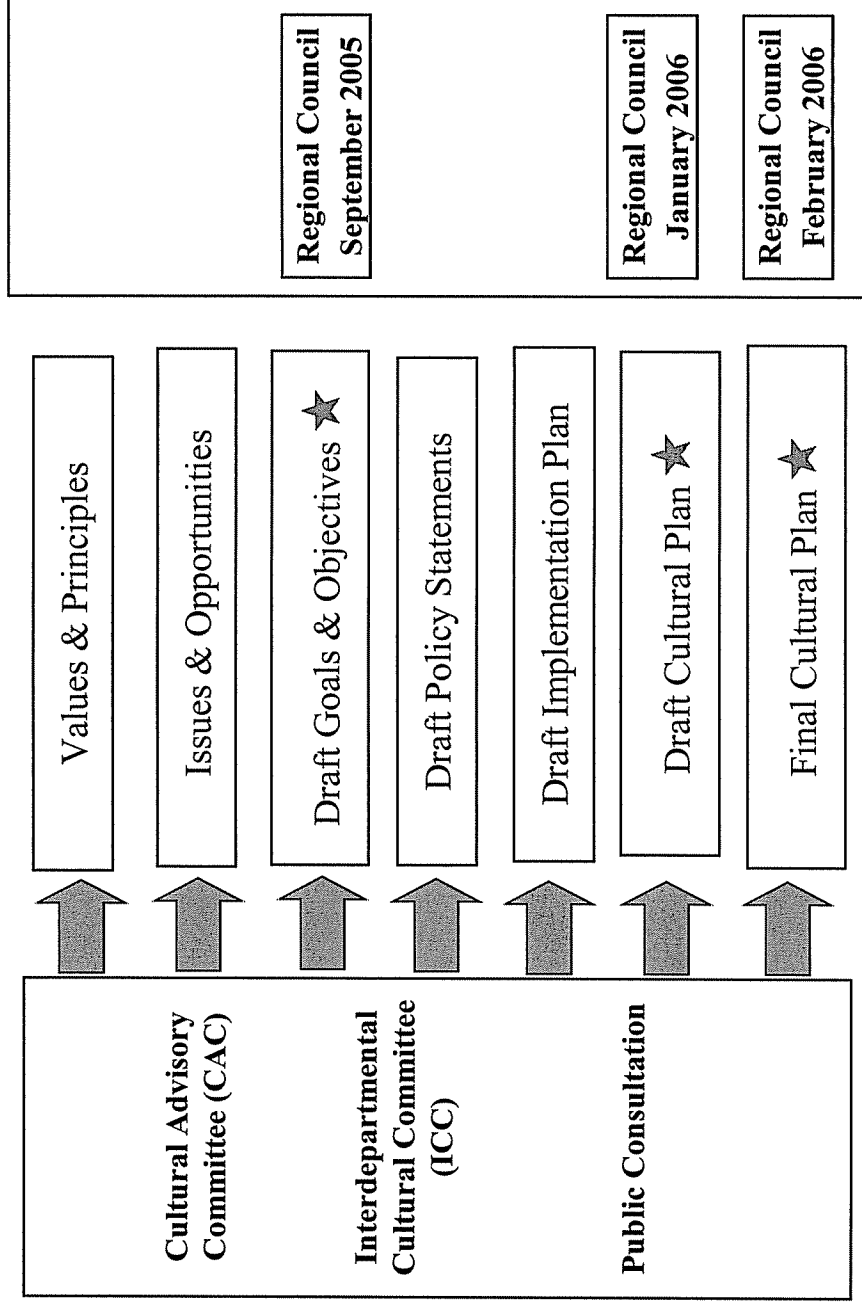 Cultural Advisory
Committee (CAC)
Interdepartmental
Cultural Committee
(ICC)
Public Consultation
Values & Principles
Issues & Opportunities
Draft Goals & Objectives
Draft Policy Statements
Draft Implementation Plan
Draft Cultural Plan
Final Cultural Plan
Regional Council
September 2005
Regional Council
January 2006
Regional Council
February 2006